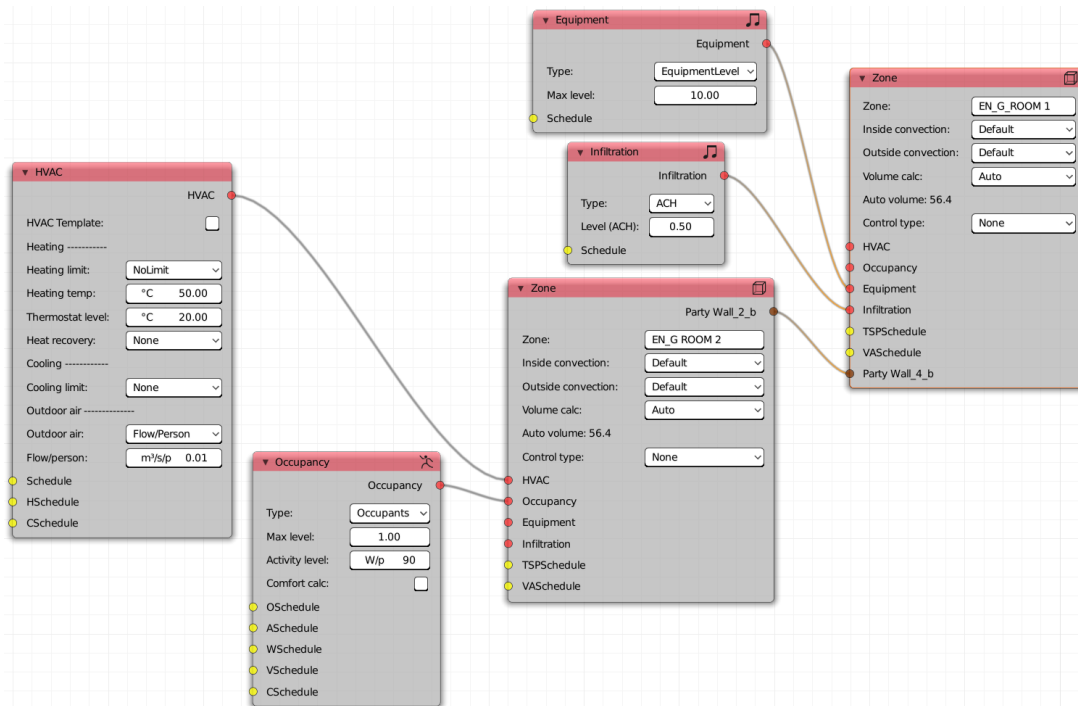 Equipment
Equipment
Type: EquipmentLevel
Max level: 10.00
Schedule
Infiltration
Infiltration
Type: ACH
Level (ACH): 0.50
Schedule
Zone
Zone: EN_G_ROOM 1
Inside convection: Default
Outside convection: Default
Volume calc: Auto
Auto volume: 56.4
Control type: None
HVAC
Occupancy
Equipment
Infiltration
TSPSchedule
VASchedule
Party Wall_4_b
HVAC
HVAC
HVAC Template:
Heating -----------
Heating limit: NoLimit
Heating temp: °C 50.00
Thermostat level: °C 20.00
Heat recovery: None
Cooling ------------
Cooling limit: None
Outdoor air --------------
Outdoor air: Flow/Person
Flow/person: m³/s/p 0.01
Schedule
HSchedule
CSchedule
Occupancy
Occupancy
Type: Occupants
Max level: 1.00
Activity level: W/p 90
Comfort calc:
OSchedule
ASchedule
WSchedule
VSchedule
CSchedule
Zone
Party Wall_2_b
Zone: EN_G ROOM 2
Inside convection: Default
Outside convection: Default
Volume calc: Auto
Auto volume: 56.4
Control type: None
HVAC
Occupancy
Equipment
Infiltration
TSPSchedule
VASchedule